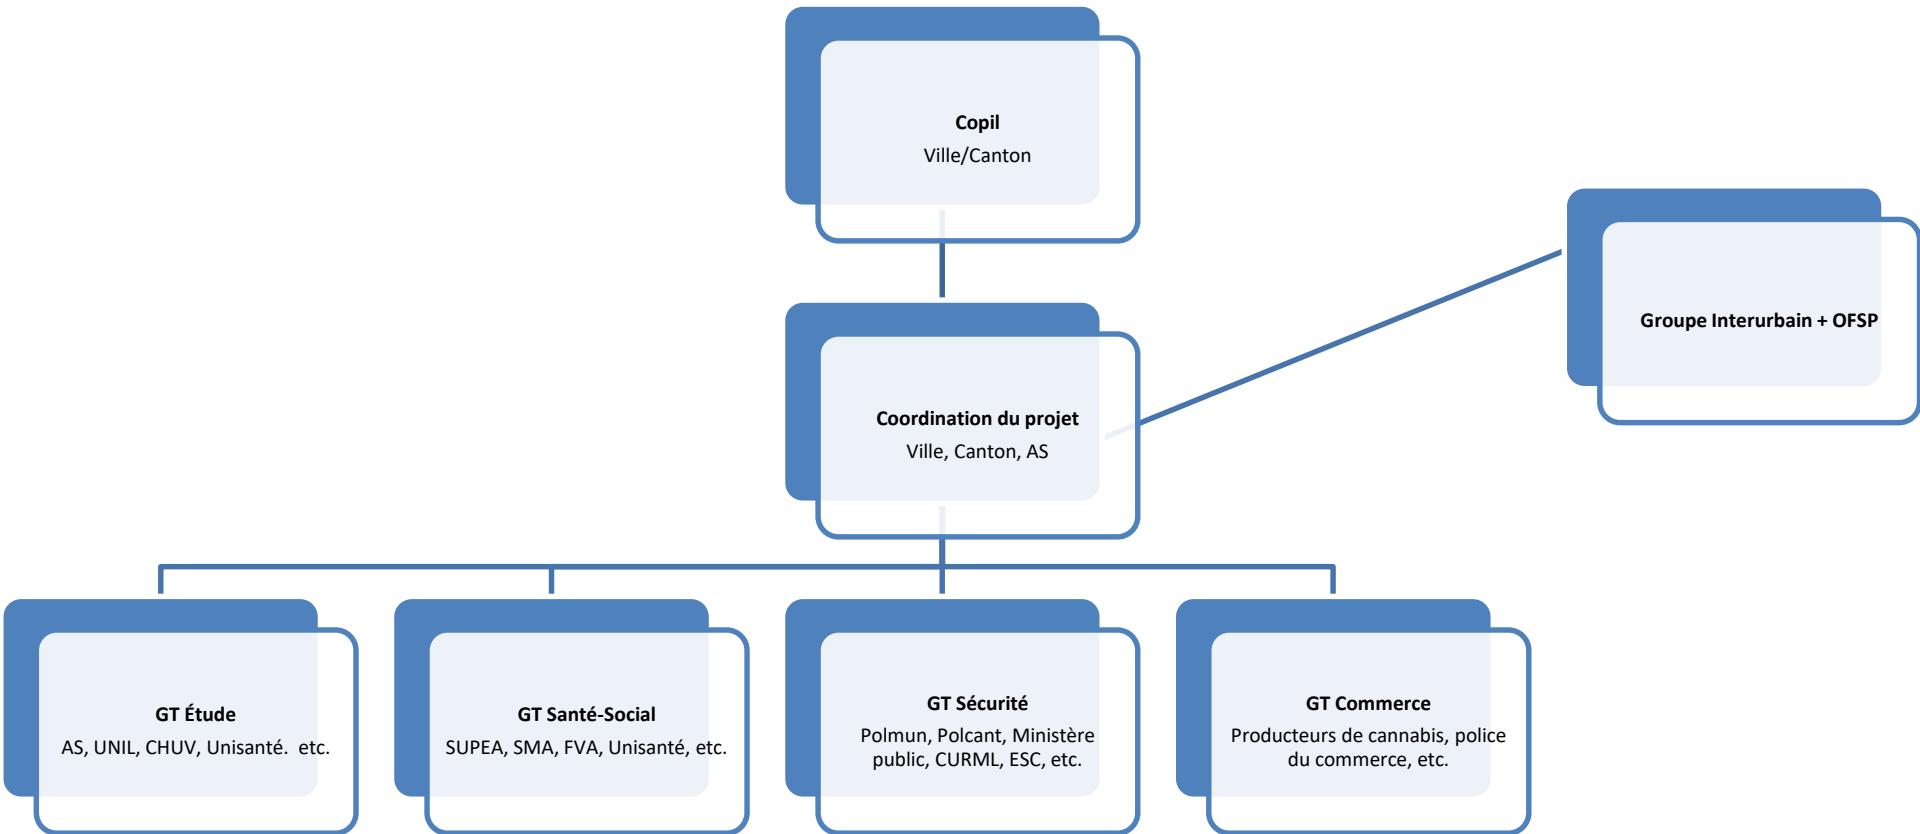 Copil
Ville/Canton
Groupe Interurbain + OFSP
Coordination du projet
Ville, Canton, AS
GT Étude
AS, UNIL, CHUV, Unisanté.  etc.
GT Santé-Social
SUPEA, SMA, FVA, Unisanté, etc.
GT Sécurité
Polmun, Polcant, Ministère
public, CURML, ESC, etc.
GT Commerce
Producteurs de cannabis, police
du commerce, etc.